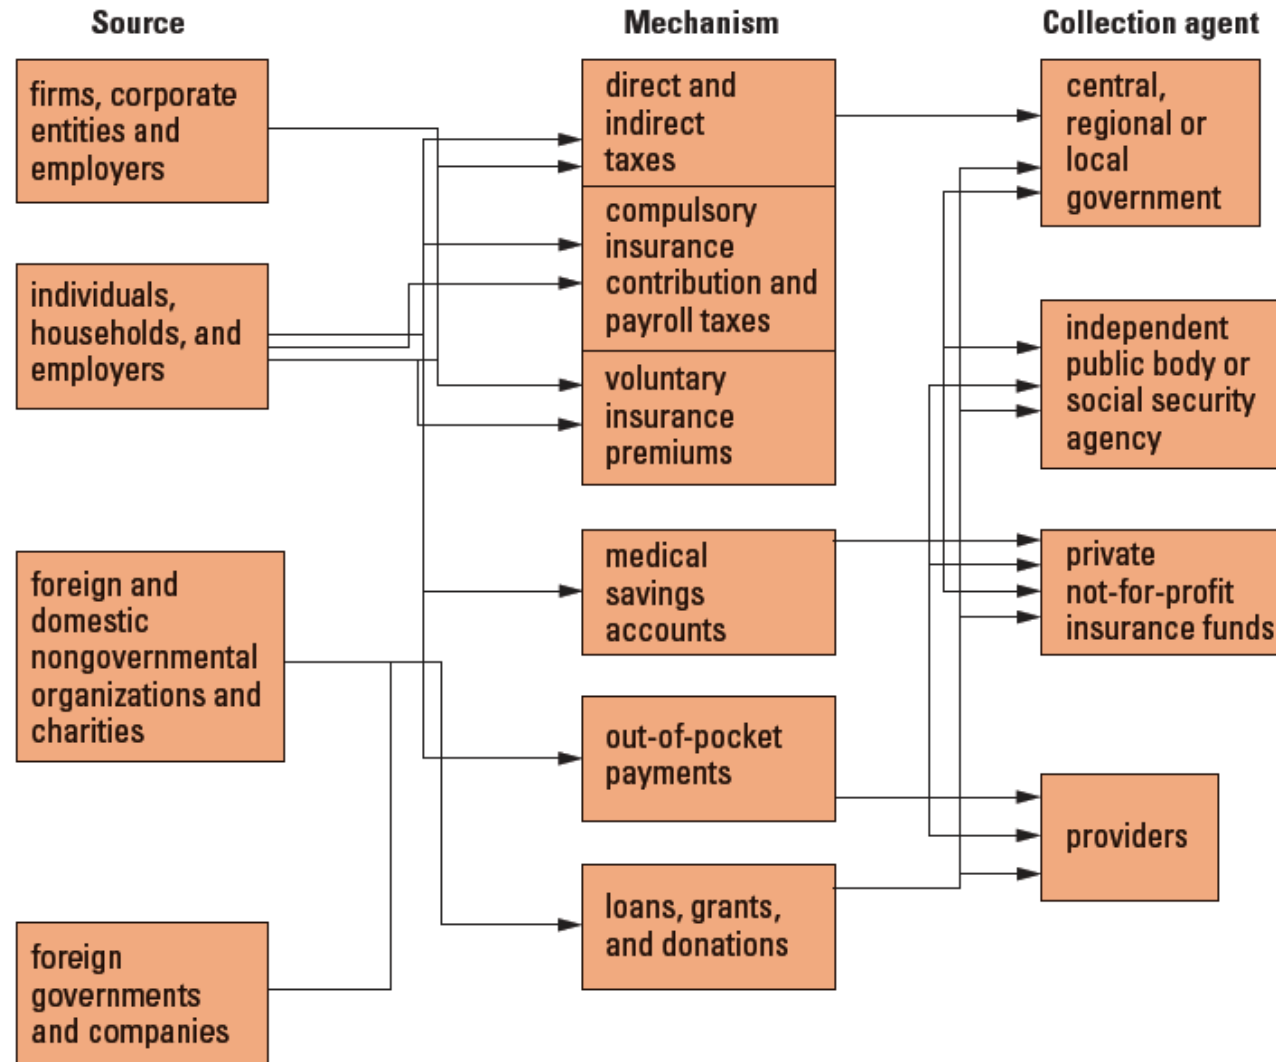 Source
Mechanism
Collection agent
firms, corporate
entities and
employers
individuals,
households, and
employers
foreign and
domestic
nongovernmental
organizations and
charities
foreign
governments
and companies
direct and
indirect
taxes
compulsory
insurance
contribution and
payroll taxes
voluntary
insurance
premiums
medical
savings
accounts
out-of-pocket
payments
loans, grants,
and donations
central,
regional or
local
government
independent
public body or
social security
agency
private
not-for-profit
insurance funds
providers